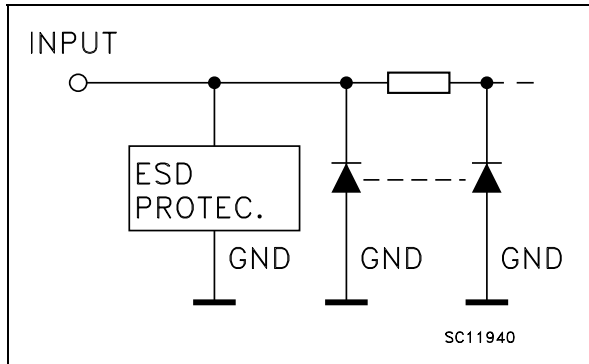 INPUT
ESD
PROTEC.
GND
GND
GND
SC11940